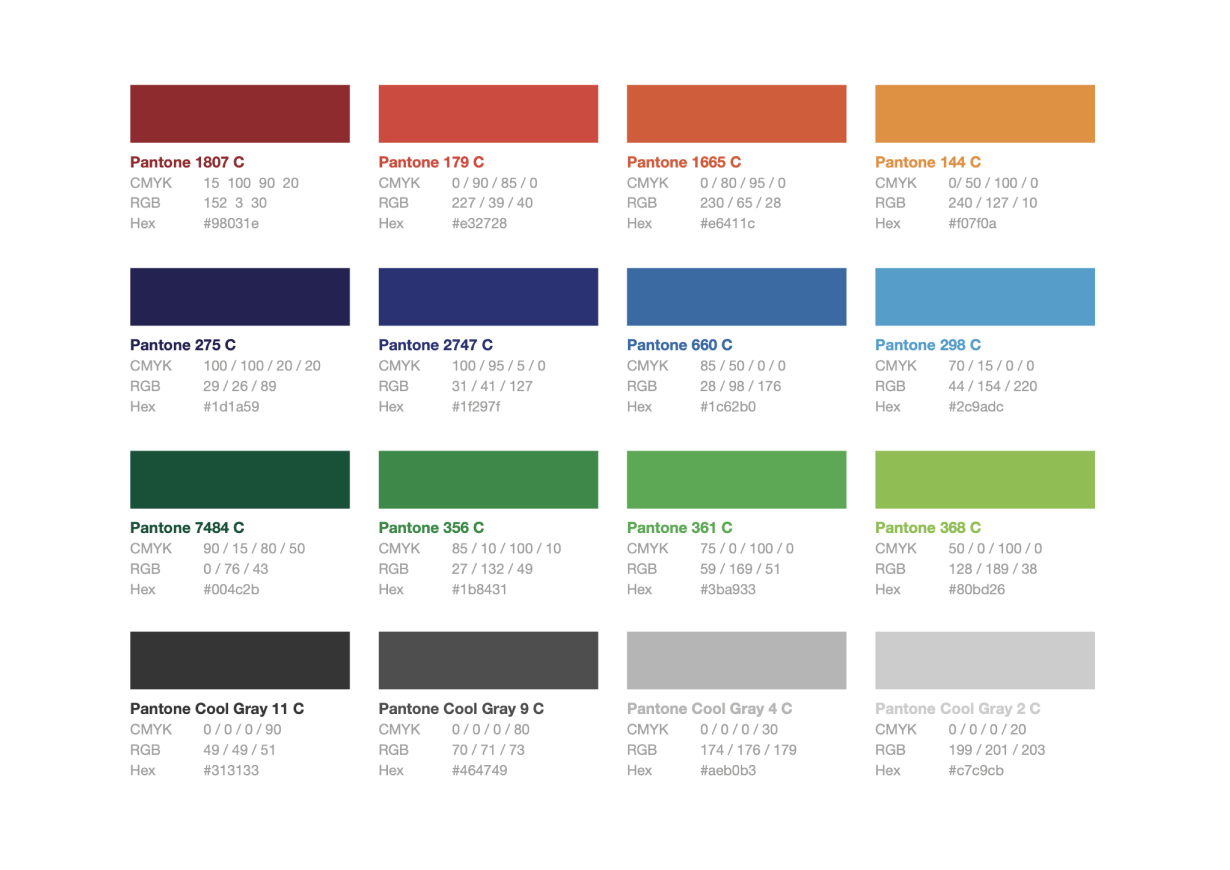 Pantone 1807 C
CMYK 15 100 90 20
RGB 152 3 30
Hex #98031e
Pantone 179 C
CMYK 0 / 90 / 85 / 0
RGB 227 / 39 / 40
Hex #e32728
Pantone 1665 C
CMYK 0 / 80 / 95 / 0
RGB 230 / 65 / 28
Hex #e6411c
Pantone 144 C
CMYK 0/ 50 / 100 / 0
RGB 240 / 127 / 10
Hex #f07f0a
Pantone 275 C
CMYK 100 / 100 / 20 / 20
RGB 29 / 26 / 89
Hex #1d1a59
Pantone 2747 C
CMYK 100 / 95 / 5 / 0
RGB 31 / 41 / 127
Hex #1f297f
Pantone 660 C
CMYK 85 / 50 / 0 / 0
RGB 28 / 98 / 176
Hex #1c62b0
Pantone 298 C
CMYK 70 / 15 / 0 / 0
RGB 44 / 154 / 220
Hex #2c9adc
Pantone 7484 C
CMYK 90 / 15 / 80 / 50
RGB 0 / 76 / 43
Hex #004c2b
Pantone 356 C
CMYK 85 / 10 / 100 / 10
RGB 27 / 132 / 49
Hex #1b8431
Pantone 361 C
CMYK 75 / 0 / 100 / 0
RGB 59 / 169 / 51
Hex #3ba933
Pantone 368 C
CMYK 50 / 0 / 100 / 0
RGB 128 / 189 / 38
Hex #80bd26
Pantone Cool Gray 11 C
CMYK 0 / 0 / 0 / 90
RGB 49 / 49 / 51
Hex #313133
Pantone Cool Gray 9 C
CMYK 0 / 0 / 0 / 80
RGB 70 / 71 / 73
Hex #464749
Pantone Cool Gray 4 C
CMYK 0 / 0 / 0 / 30
RGB 174 / 176 / 179
Hex #aeb0b3
Pantone Cool Gray 2 C
CMYK 0 / 0 / 0 / 20
RGB 199 / 201 / 203
Hex #c7c9cb